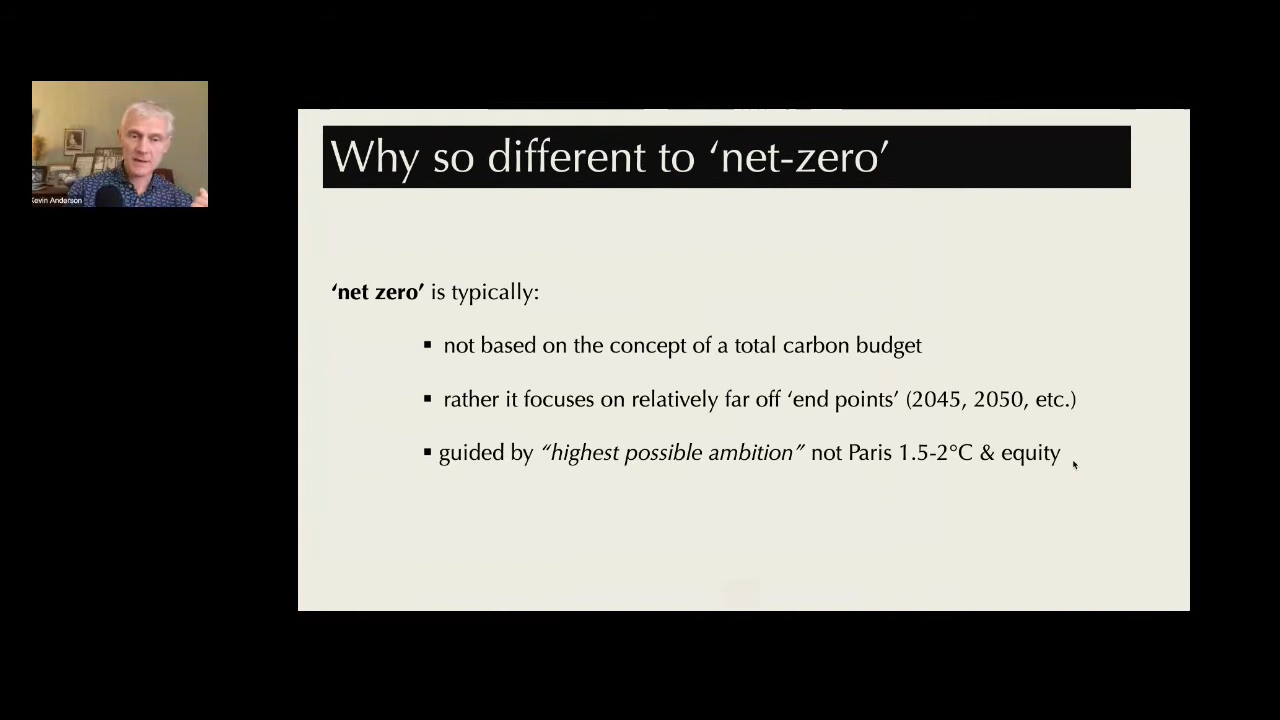 Kevin Anderson
Why so different to ‘net-zero’
‘net zero’ is typically:
▪ not based on the concept of a total carbon budget
▪ rather it focuses on relatively far off ‘end points’ (2045, 2050, etc.)
▪ guided by “highest possible ambition” not Paris 1.5-2°C & equity